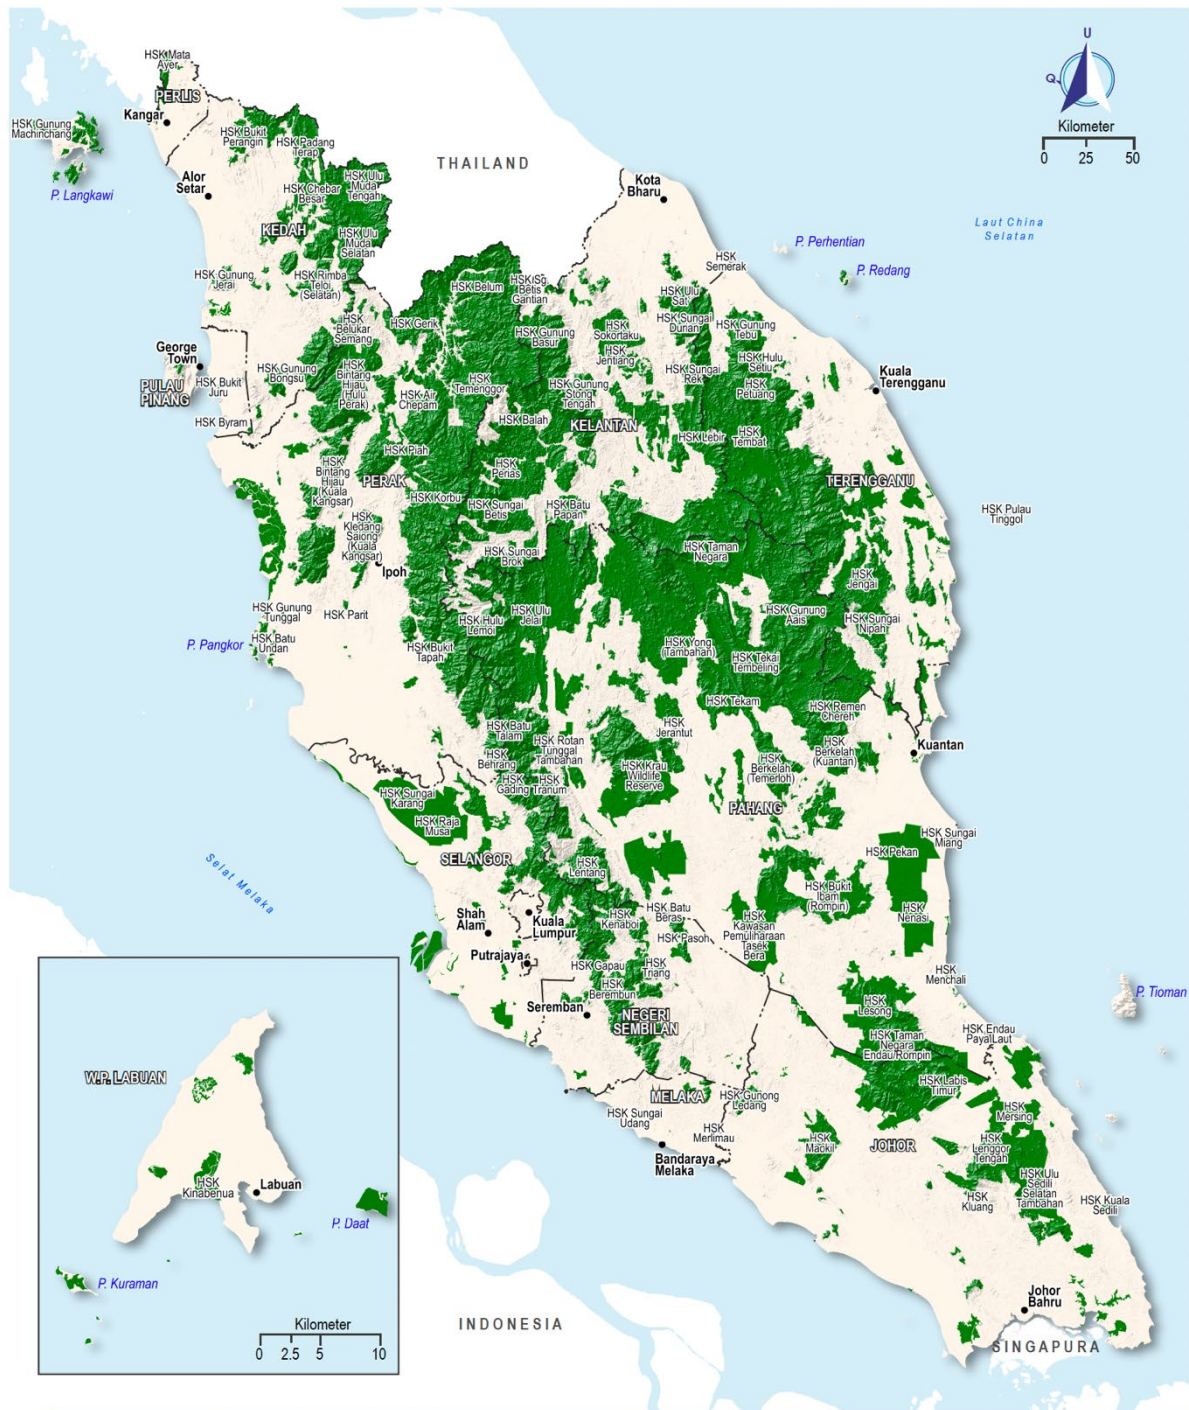 HSK Mata
Ayer
PERLIS
Kangar
HSK Gunung
Machinchang
P. Langkawi
HSK Bukit
Perangin
HSK Padang
Terap
Alor
Setar
HSK Chebar
Besar
HSK Ulu
Muda
Tengah
KEDAH
HSK Ulu
Muda
Selatan
HSK Gunung
Jerai
HSK Rimba
Teloi
(Selatan)
THAILAND
Kota
Bharu
U
Kilometer
0 25 50
Laut China
Selatan
P. Perhentian
P. Redang
HSK
Semerak
HSK Belum
HSK Sg.
Betis
Gantian
HSK Ulu
Sat
HSK Sungai
Durian
HSK Gunung
Tebu
HSK
Belukar
Semang
HSK Gerik
HSK Gunung
Basur
HSK
Sokortaku
HSK
Jentiang
HSK Hulu
Setiu
George
Town
PULAU
PINANG
HSK Bukit
Juru
HSK Byram
HSK Gunung
Bongsu
HSK
Bintang
Hijau
(Hulu
Perak)
HSK Air
Chepam
HSK
Temenggor
HSK Gunung
Stong
Tengah
HSK Sungai
Rek
HSK
Petuang
Kuala
Terengganu
HSK Balah
KELANTAN
HSK Lebir
HSK
Tembat
HSK Piah
HSK
Bintang
Hijau
(Kuala
Kangsar)
PERAK
HSK
Perias
TERENGGANU
HSK Korbu
HSK Sungai
Betis
HSK Batu
Papan
HSK Pulau
Tinggol
HSK
Kledang
Saiong
(Kuala
Kangsar)
Ipoh
HSK Sungai
Brok
HSK Taman
Negara
HSK
Jengai
HSK Gunung
Tunggal
HSK Parit
HSK Hulu
Lemoi
HSK Ulu
Jelai
HSK Gunung
Aais
HSK Sungai
Nipah
P. Pangkor
HSK Batu
Undan
HSK Bukit
Tapah
HSK Yong
(Tambahan)
HSK Tekai
Tembeling
HSK Tekam
HSK Remen
Chereh
HSK Batu
Talam
HSK Rotan
Tunggal
Tambahan
HSK
Jerantut
Kuantan
HSK
Behrang
HSK
Gading
HSK
Tranum
HSK Krau
Wildlife
Reserve
HSK
Berkelah
(Temerloh)
HSK
Berkelah
(Kuantan)
HSK Sungai
Karang
HSK Raja
Musa
PAHANG
HSK Sungai
Miang
HSK Pekan
SELANGOR
HSK
Lentang
Selat Melaka
HSK Bukit
Ibam
(Rompin)
HSK
Nenasi
Shah
Alam
Kuala
Lumpur
HSK
Kenaboi
HSK Batu
Beras
HSK
Kawasan
Pemuliharaan
Tasek
Bera
HSK Pasoh
Putrajaya
HSK Gapau
HSK
Triang
HSK
Menchali
HSK
Berembun
Seremban
NEGERI
SEMBILAN
HSK
Lesong
P. Tioman
HSK Taman
Negara
Endau/Rompin
HSK Endau
Paya Laut
HSK Labis
Timur
MELAKA
HSK Gunong
Ledang
HSK
Mersing
HSK Sungai
Udang
HSK
Merlimau
HSK
Maokil
JOHOR
HSK
Lenggor
Tengah
Bandaraya
Melaka
HSK
Kluang
HSK Ulu
Sedili
Selatan
Tambahan
HSK Kuala
Sedili
Johor
Bahru
SINGAPURA
INDONESIA
W.P. LABUAN
HSK
Kinabenua
Labuan
P. Daat
P. Kuraman
Kilometer
0 2.5 5 10